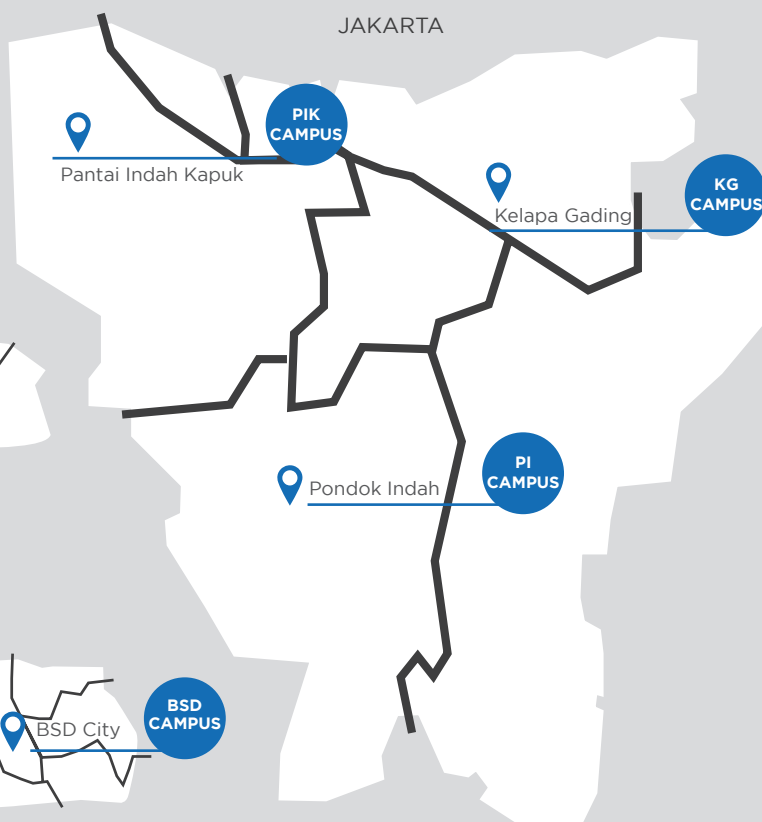 JAKARTA
PIK
CAMPUS
Pantai Indah Kapuk
KG
CAMPUS
Kelapa Gading
PI
CAMPUS
Pondok Indah
BSD
CAMPUS
BSD City